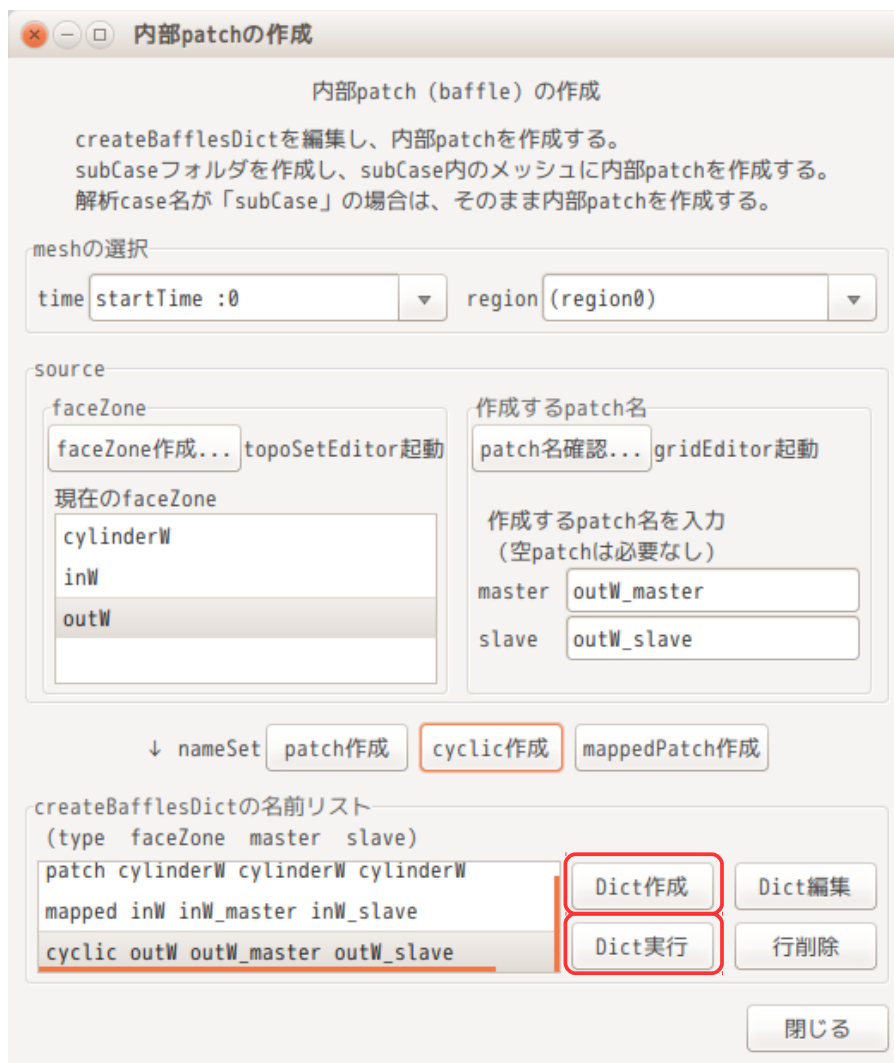 内部patchの作成
内部patch (baffle) の作成
createBafflesDictを編集し、内部patchを作成する。
subCaseフォルダを作成し、subCase内のメッシュに内部patchを作成する。
解析case名が「subCase」の場合は、そのまま内部patchを作成する。
meshの選択
time startTime :0 region (region0)
source
faceZone
faceZone作成... topoSetEditor起動
現在のfaceZone
cylinderW
inW
outW
作成するpatch名
patch名確認... gridEditor起動
作成するpatch名を入力
(空patchは必要なし)
master outW_master
slave outW_slave
↓ nameSet patch作成 cyclic作成 mappedPatch作成
createBafflesDictの名前リスト
(type faceZone master slave)
patch cylinderW cylinderW cylinderW
mapped inW inW_master inW_slave
cyclic outW outW_master outW_slave
Dict作成 Dict編集
Dict実行 行削除
閉じる